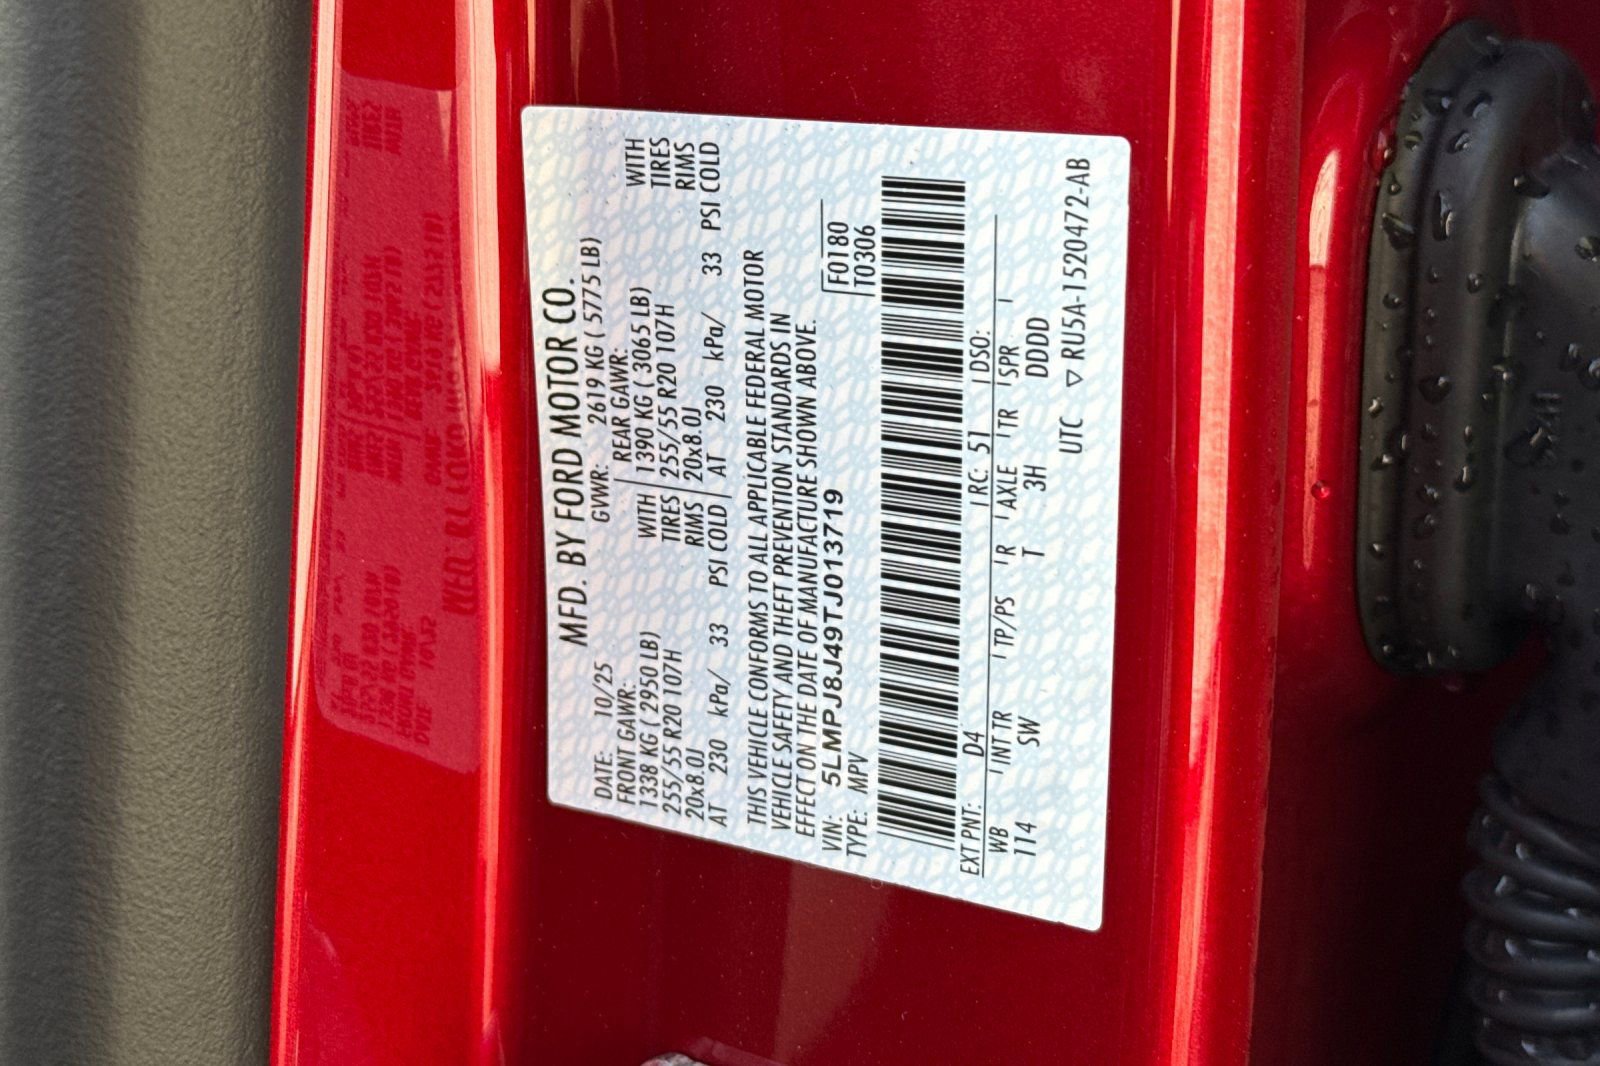 MFD. BY FORD MOTOR CO.
DATE: 10/25 GVWR: 2619 KG ( 5775 LB)
FRONT GAWR: REAR GAWR:
1338 KG ( 2950 LB) WITH 1390 KG ( 3065 LB) WITH
255/55 R20 107H TIRES 255/55 R20 107H TIRES
20x8.0J RIMS 20x8.0J RIMS
AT 230 kPa/ 33 PSI COLD AT 230 kPa/ 33 PSI COLD
THIS VEHICLE CONFORMS TO ALL APPLICABLE FEDERAL MOTOR
VEHICLE SAFETY AND THEFT PREVENTION STANDARDS IN
EFFECT ON THE DATE OF MANUFACTURE SHOWN ABOVE.
VIN: 5LMPJ8J49TJ013719 F0180
TYPE: MPV T0306
EXT PNT: D4 RC: 51 DSO:
WB INT TR TP/PS R AXLE TR SPR
114 SW T 3H DDDD
UTC ▽ RU5A-1520472-AB